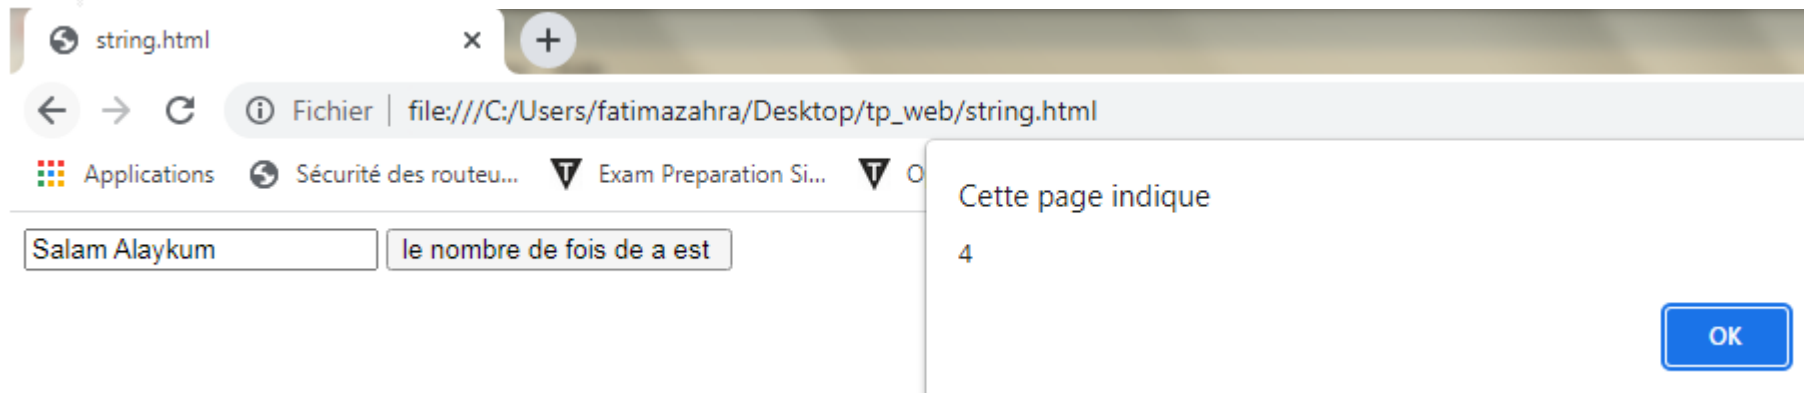 string.html
Fichier | file:///C:/Users/fatimazahra/Desktop/tp_web/string.html
Applications Sécurité des routeu... Exam Preparation Si... O
Cette page indique
Salam Alaykum le nombre de fois de a est
4
OK